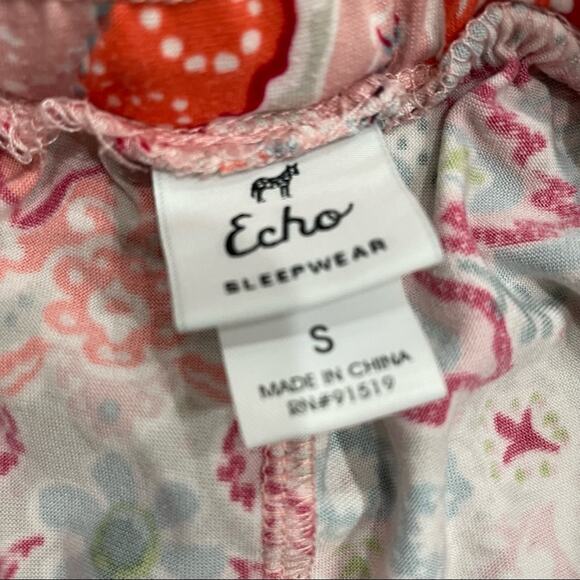 Echo
SLEEPWEAR
S
MADE IN CHINA
RN#91519